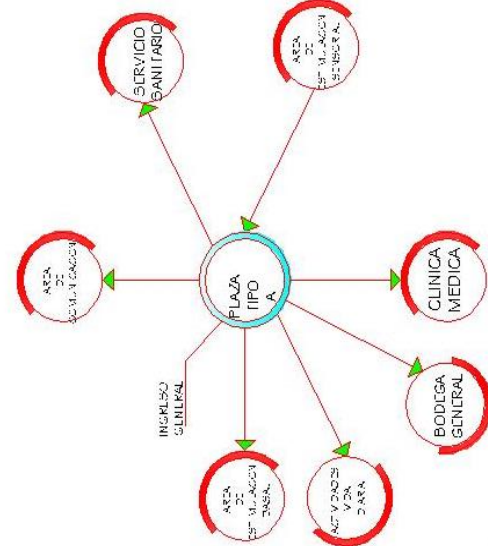 SERVICIO
SANITARIO
AREA
DE
ESTIMULACION
SENSORIAL
AREA
DE
COMUNICACION
PLAZA
TIPO
A
CLINICA
MEDICA
INGRESO
GENERAL
BODEGA
GENERAL
AREA
DE
ESTIMULACION
BASAL
ACTIVIDADES
VIDA
DIARIA